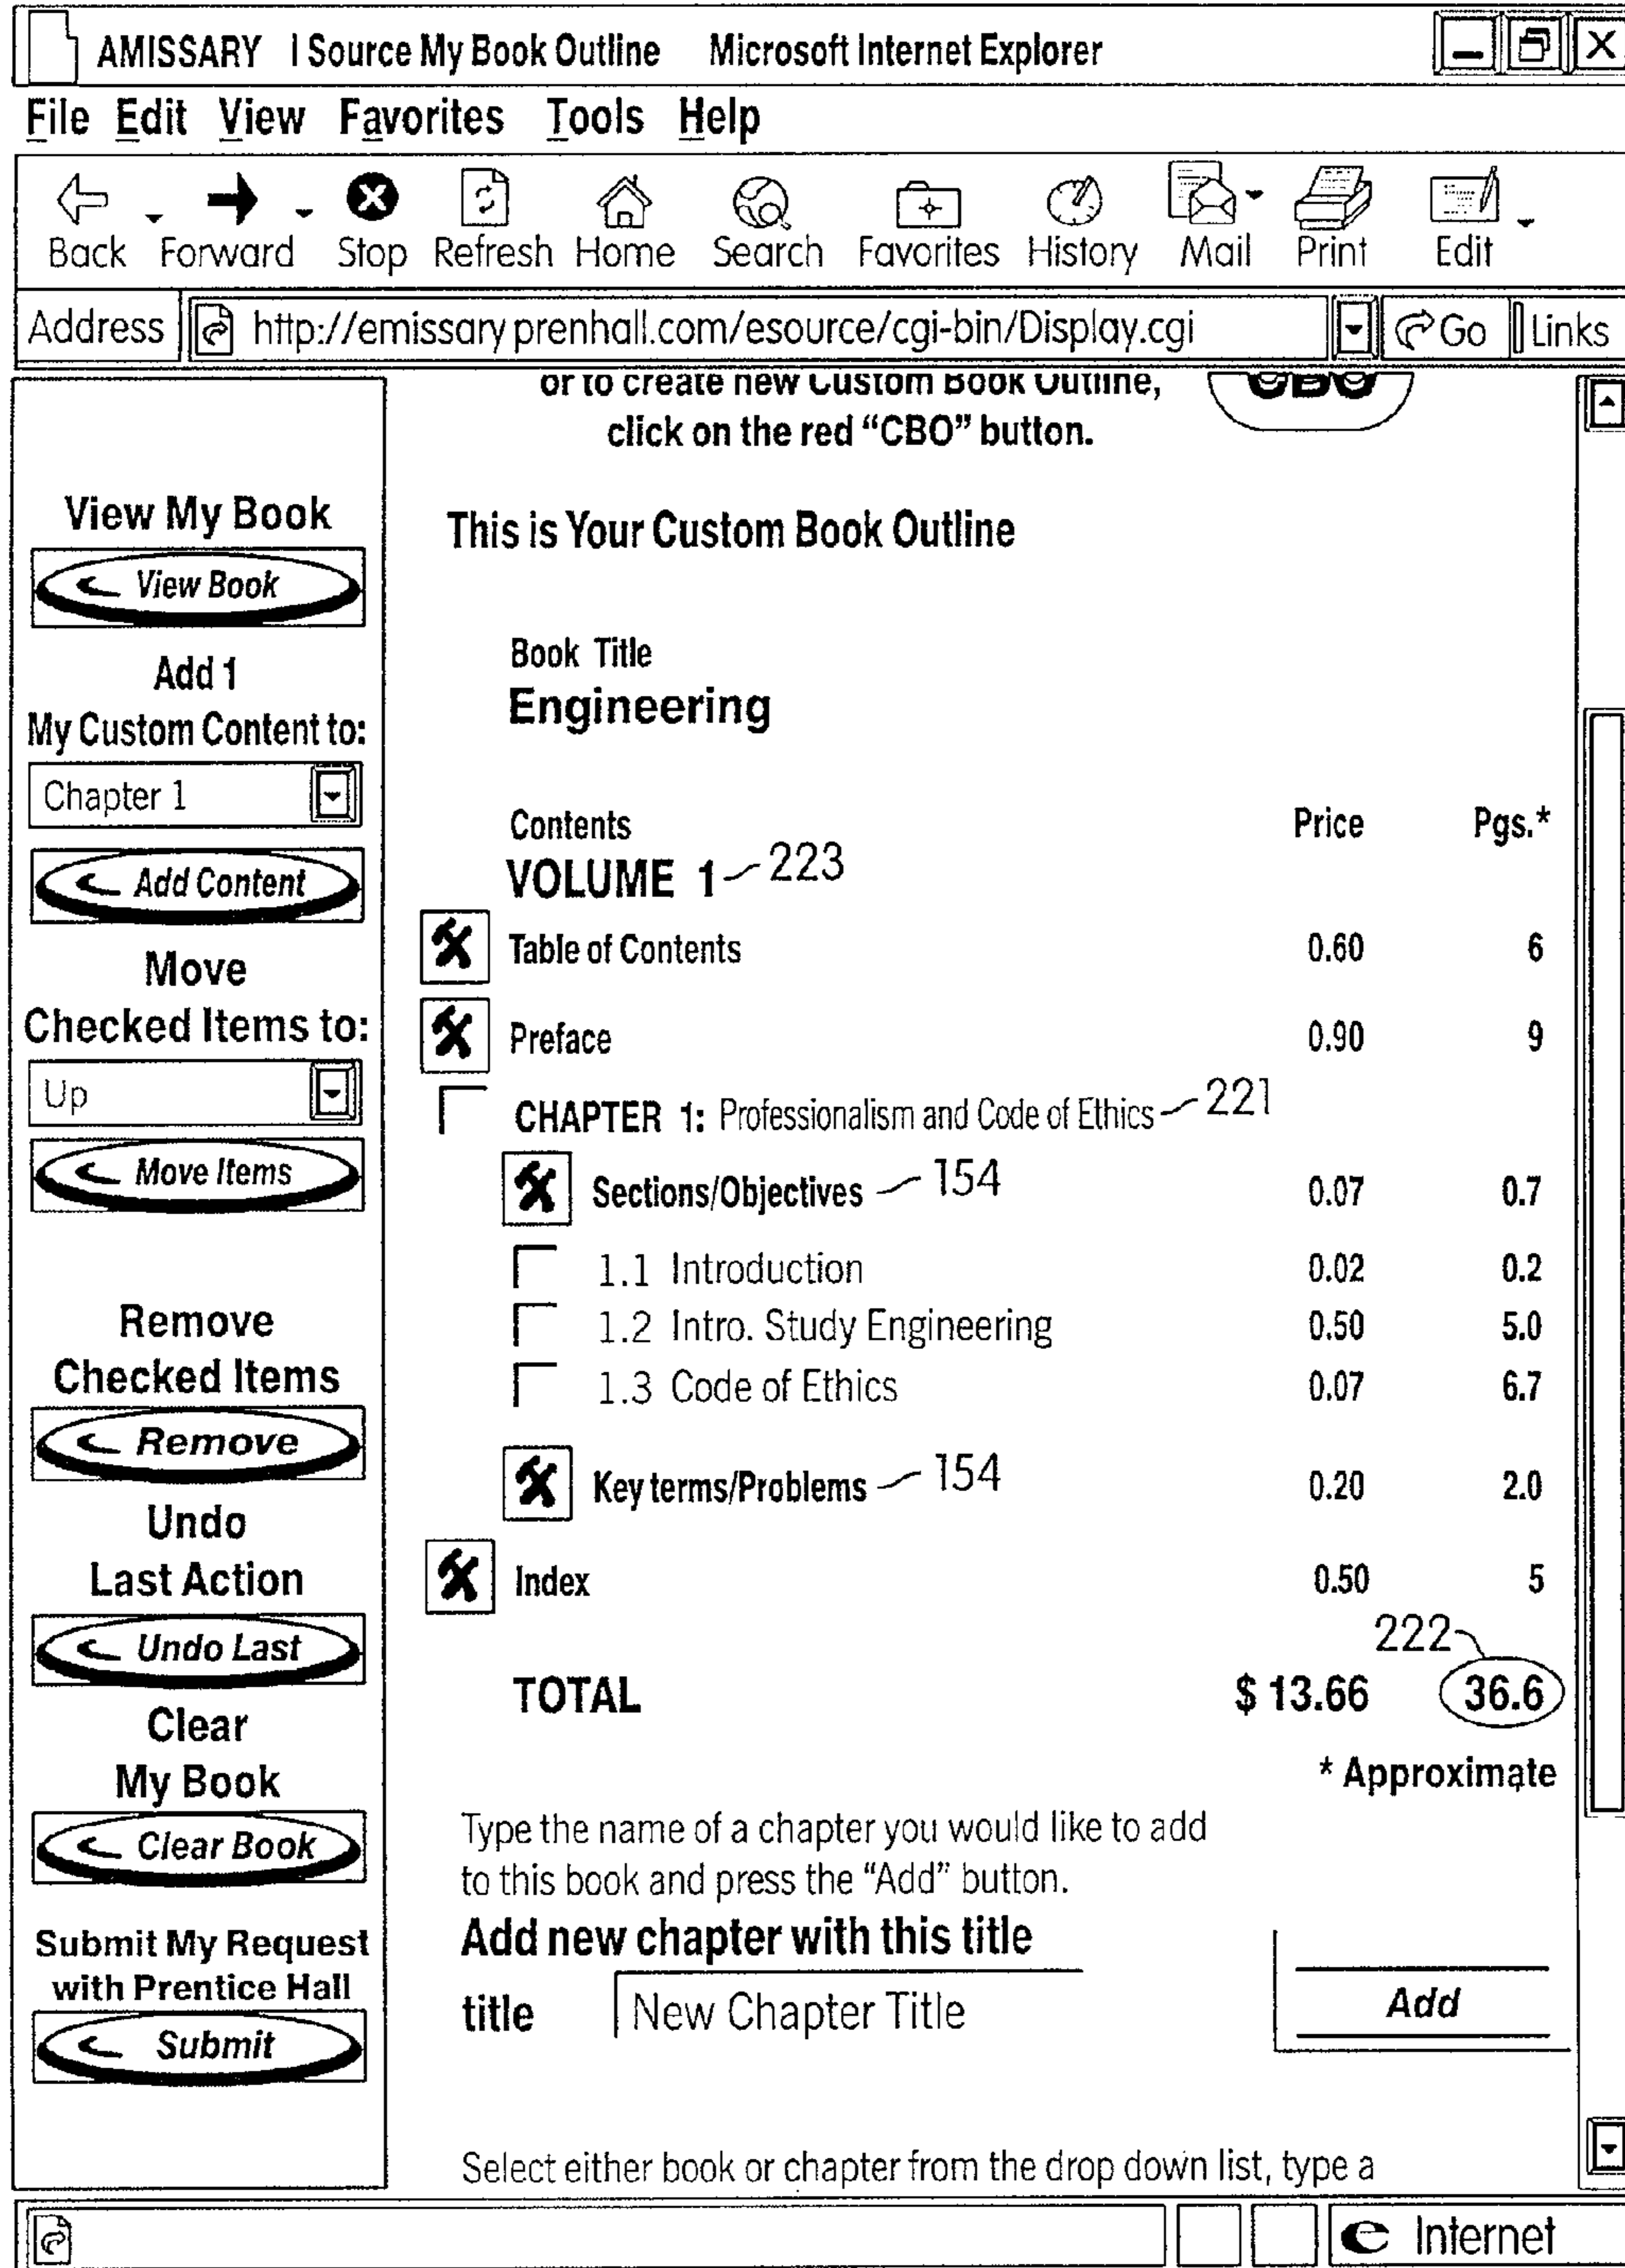 AMISSARY I Source My Book Outline Microsoft Internet Explorer
File Edit View Favorites Tools Help
Back Forward Stop Refresh Home Search Favorites History Mail Print Edit
Address http://emissary prenhall.com/esource/cgi-bin/Display.cgi Go Links
or to create new Custom Book Outline,
CBO
click on the red “CBO” button.
View My Book
View Book
Add 1
My Custom Content to:
Chapter 1
Add Content
Move
Checked Items to:
Up
Move Items
Remove
Checked Items
Remove
Undo
Last Action
Undo Last
Clear
My Book
Clear Book
Submit My Request
with Prentice Hall
Submit
This is Your Custom Book Outline
Book Title
Engineering
Contents Price Pgs.*
VOLUME 1 223
Table of Contents 0.60 6
Preface 0.90 9
CHAPTER 1: Professionalism and Code of Ethics 221
Sections/Objectives 154 0.07 0.7
1.1 Introduction 0.02 0.2
1.2 Intro. Study Engineering 0.50 5.0
1.3 Code of Ethics 0.07 6.7
Key terms/Problems 154 0.20 2.0
Index 0.50 5
222
TOTAL $ 13.66 36.6
* Approximate
Type the name of a chapter you would like to add
to this book and press the “Add” button.
Add new chapter with this title
title New Chapter Title Add
Select either book or chapter from the drop down list, type a
e Internet